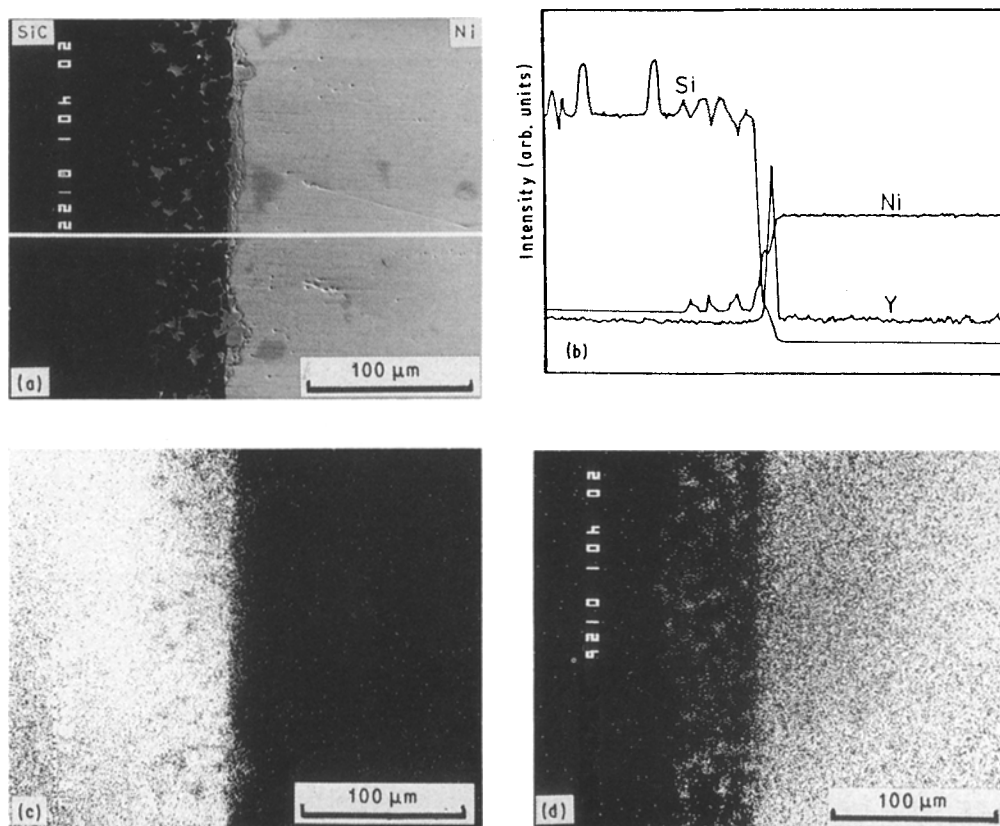 SiC
Ni
(a)
100 µm
Intensity (arb. units)
Si
Ni
Y
(b)
(c)
100 µm
(d)
100 µm